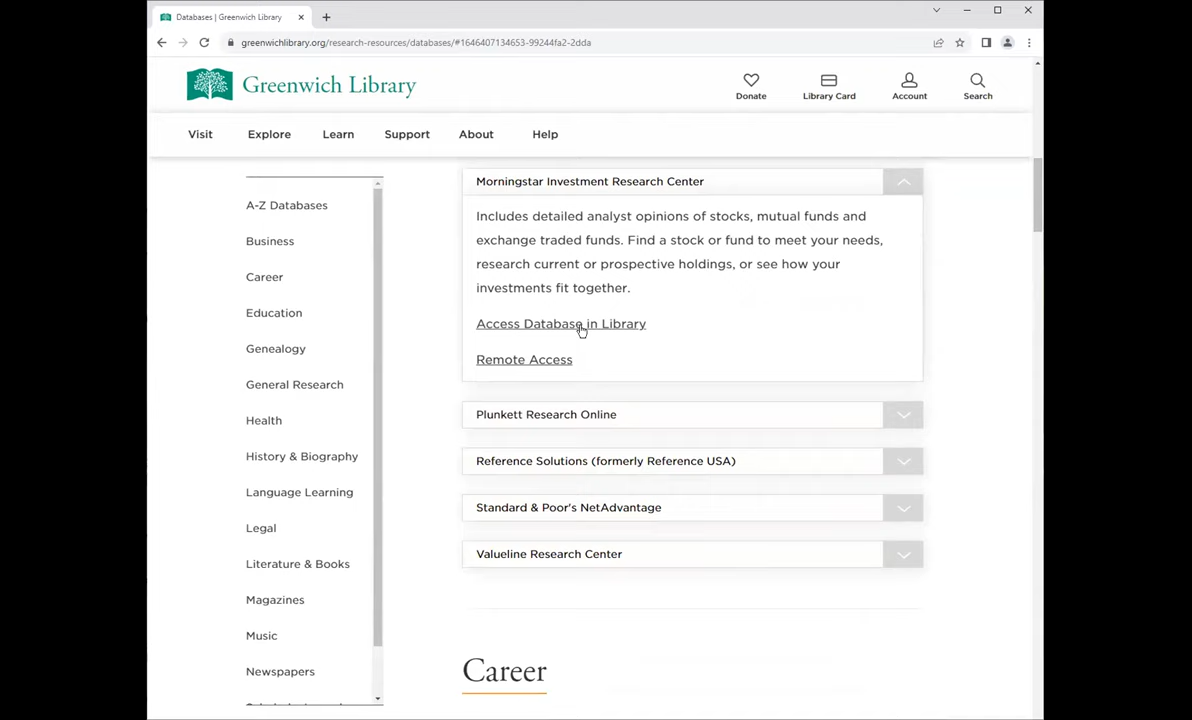 Databases | Greenwich Library
greenwichlibrary.org/research-resources/databases/#1646407134653-99244fa2-2dda
Greenwich Library
Donate
Library Card
Account
Search
Visit
Explore
Learn
Support
About
Help
A-Z Databases
Business
Career
Education
Genealogy
General Research
Health
History & Biography
Language Learning
Legal
Literature & Books
Magazines
Music
Newspapers
Morningstar Investment Research Center
Includes detailed analyst opinions of stocks, mutual funds and
exchange traded funds. Find a stock or fund to meet your needs,
research current or prospective holdings, or see how your
investments fit together.
Access Database in Library
Remote Access
Plunkett Research Online
Reference Solutions (formerly Reference USA)
Standard & Poor's NetAdvantage
Valueline Research Center
Career